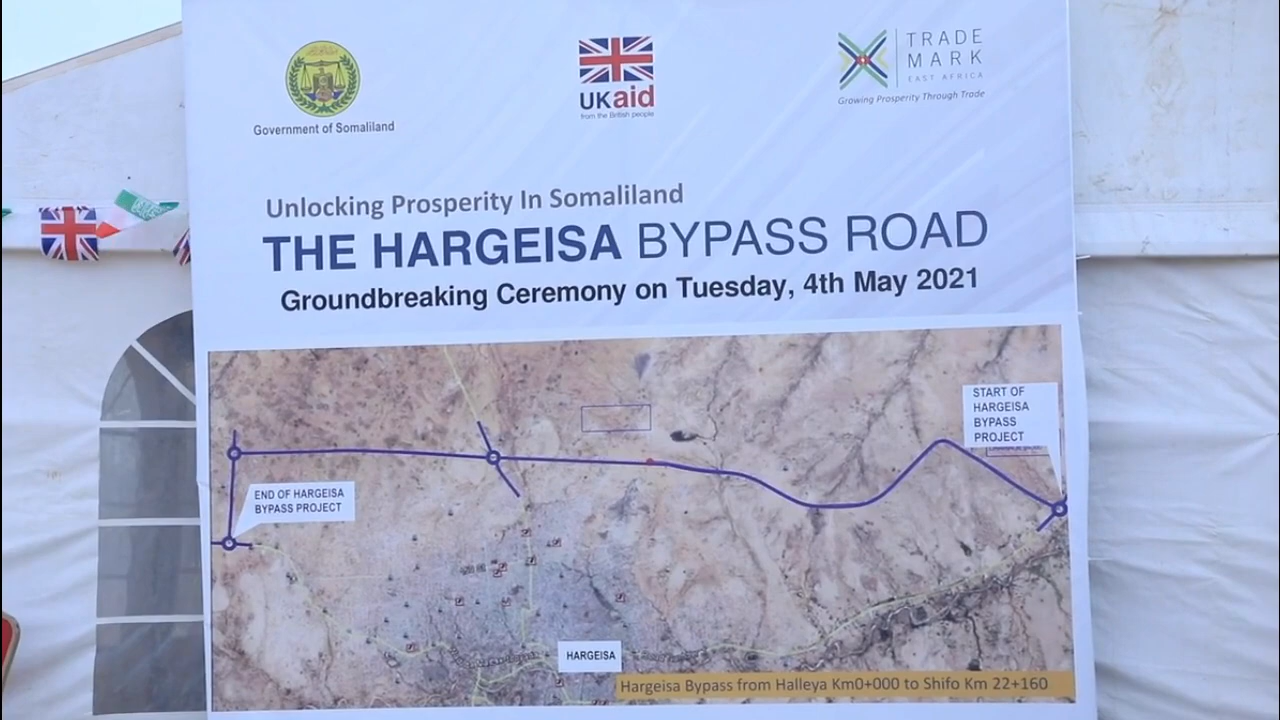 Government of Somaliland
UKaid
from the British people
TRADE
MARK
EAST AFRICA
Growing Prosperity Through Trade
Unlocking Prosperity In Somaliland
THE HARGEISA BYPASS ROAD
Groundbreaking Ceremony on Tuesday, 4th May 2021
START OF
HARGEISA
BYPASS
PROJECT
END OF HARGEISA
BYPASS PROJECT
HARGEISA
Hargeisa Bypass from Halleya Km0+000 to Shifo Km 22+160